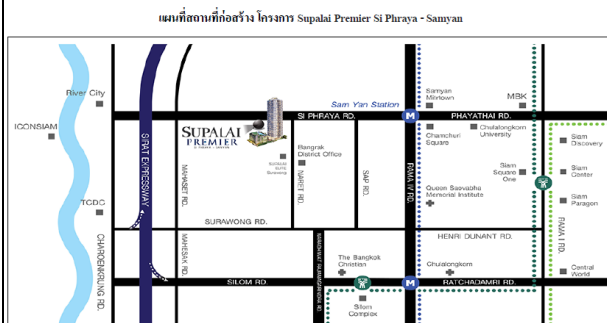 แผนที่สถานที่ก่อสร้าง โครงการ Supalai Premier Si Phraya - Samyan
River City
ICONSIAM
TCDC
CHAROENKRUNG RD.
SIRAT EXPRESSWAY
MAHASET RD.
MAHESAK RD.
SUPALAI
PREMIER
Sam Yan Station
M
SI PHRAYA RD.
PHAYATHAI RD.
Samyan
Mitrtown
MBK
Bangrak
District Office
NARET RD.
SAP RD.
RAMA IV RD.
Chamchuri
Square
Chulalongkorn
University
Siam
Square
One
Siam
Discovery
Siam
Center
Siam
Paragon
RAMA I RD.
Queen Saovabha
Memorial Institute
SURAWONG RD.
HENRI DUNANT RD.
The Bangkok
Christian
Chulalongkorn
Central
World
SILOM RD.
M
RATCHADAMRI RD.
Silom
Complex